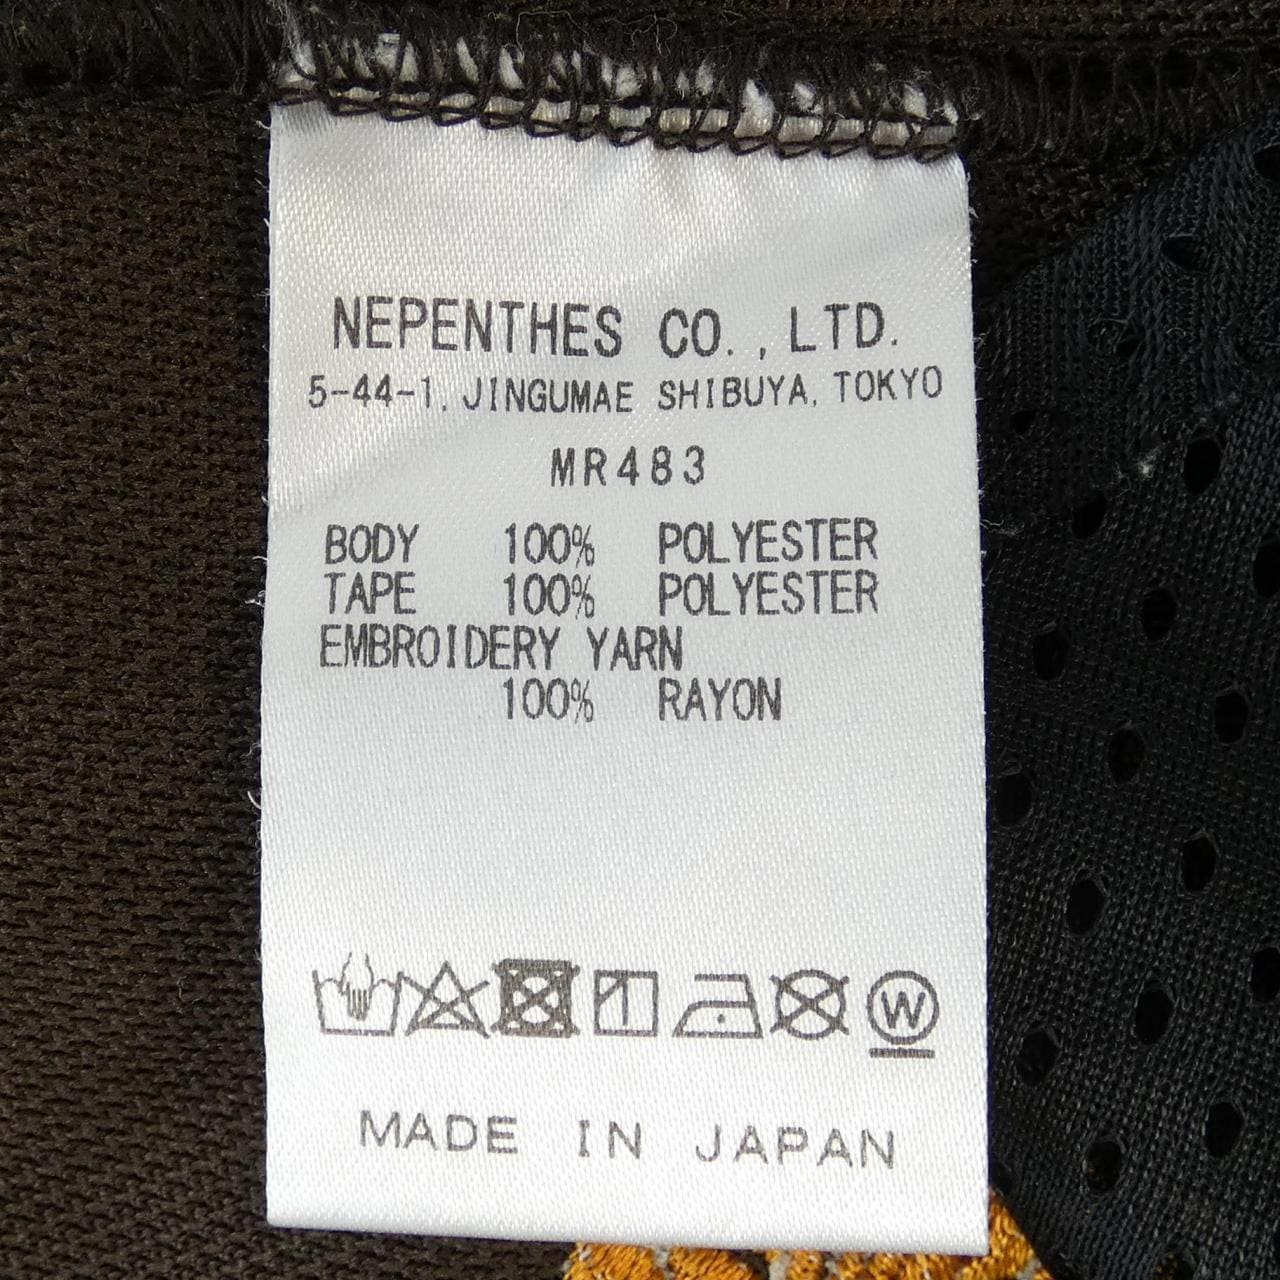 NEPENTHES CO., LTD.
5-44-1, JINGUMAE SHIBUYA, TOKYO
MR483
BODY 100% POLYESTER
TAPE 100% POLYESTER
EMBROIDERY YARN
100% RAYON
W
MADE IN JAPAN